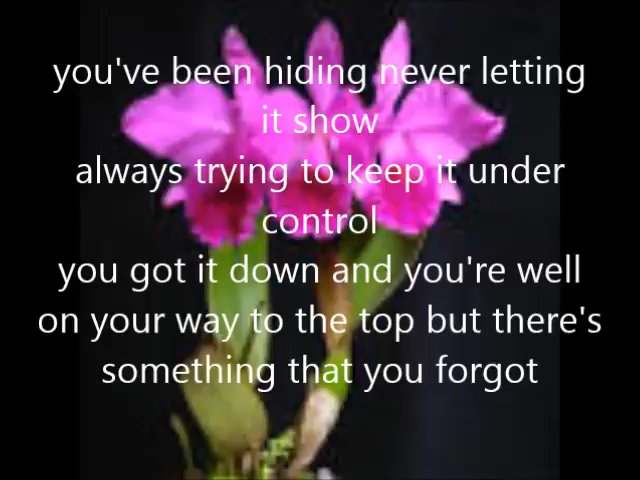 you've been hiding never letting
it show
always trying to keep it under
control
you got it down and you're well
on your way to the top but there's
something that you forgot